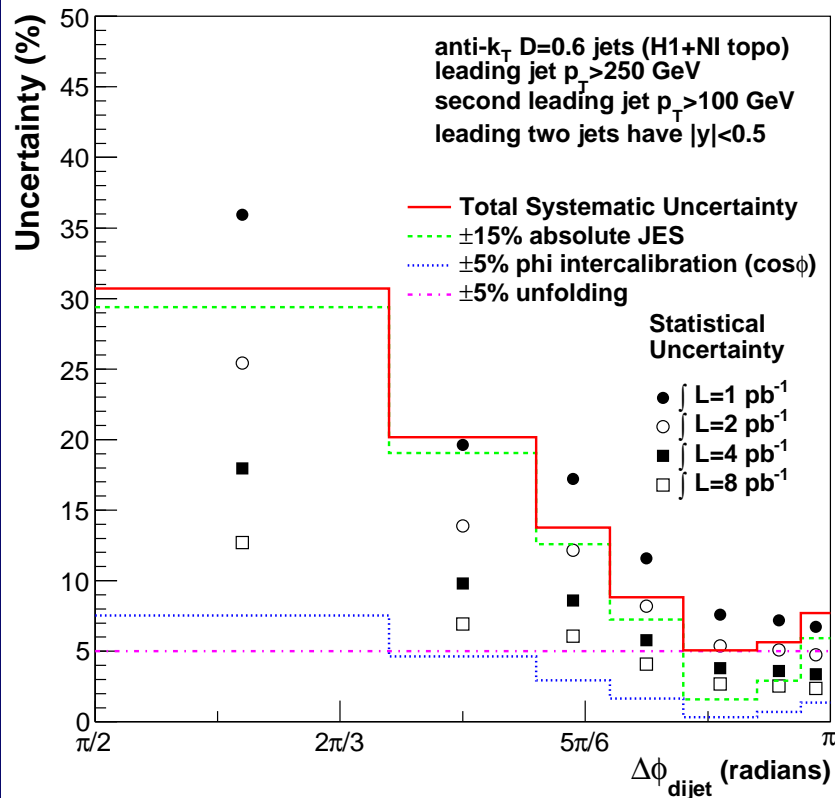 anti-k_T D=0.6 jets (H1+NI topo)
leading jet p_T>250 GeV
second leading jet p_T>100 GeV
leading two jets have |y|<0.5
Total Systematic Uncertainty
±15% absolute JES
±5% phi intercalibration (cosϕ)
±5% unfolding
Statistical
Uncertainty
∫ L=1 pb⁻¹
∫ L=2 pb⁻¹
∫ L=4 pb⁻¹
∫ L=8 pb⁻¹
Uncertainty (%)
50
45
40
35
30
25
20
15
10
5
0
π/2
2π/3
5π/6
π
Δϕ_dijet (radians)